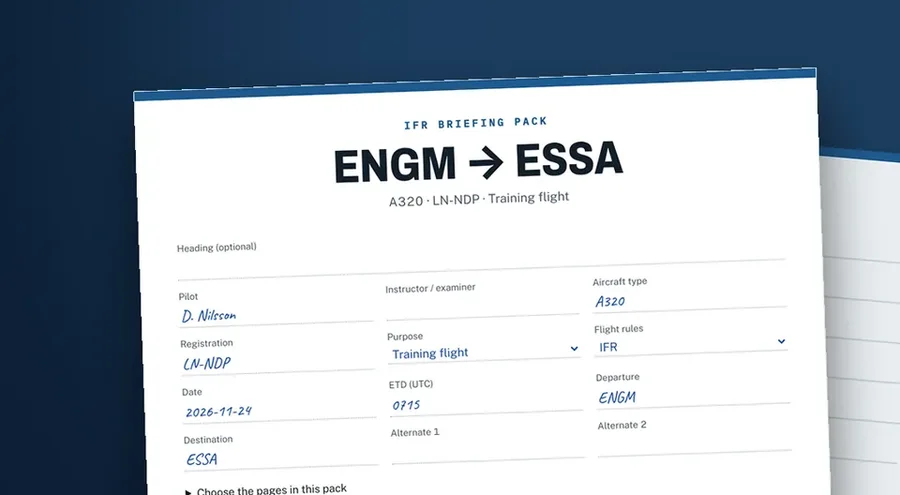 IFR BRIEFING PACK
ENGM → ESSA
A320 · LN-NDP · Training flight
Heading (optional)
Pilot
D. Nilsson
Instructor / examiner
Aircraft type
A320
Registration
LN-NDP
Purpose
Training flight
Flight rules
IFR
Date
2026-11-24
ETD (UTC)
0715
Departure
ENGM
Destination
ESSA
Alternate 1
Alternate 2
► Choose the pages in this pack